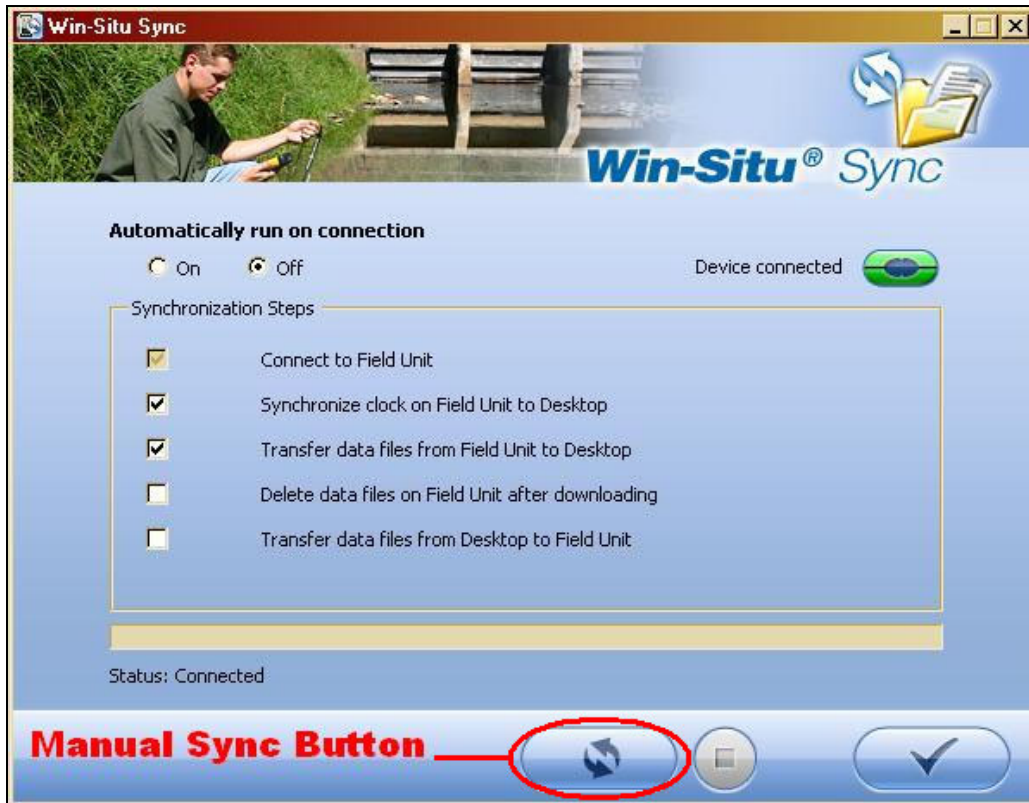 Win-Situ Sync
Win-Situ® Sync
Automatically run on connection
On Off Device connected
Synchronization Steps
Connect to Field Unit
Synchronize clock on Field Unit to Desktop
Transfer data files from Field Unit to Desktop
Delete data files on Field Unit after downloading
Transfer data files from Desktop to Field Unit
Status: Connected
Manual Sync Button